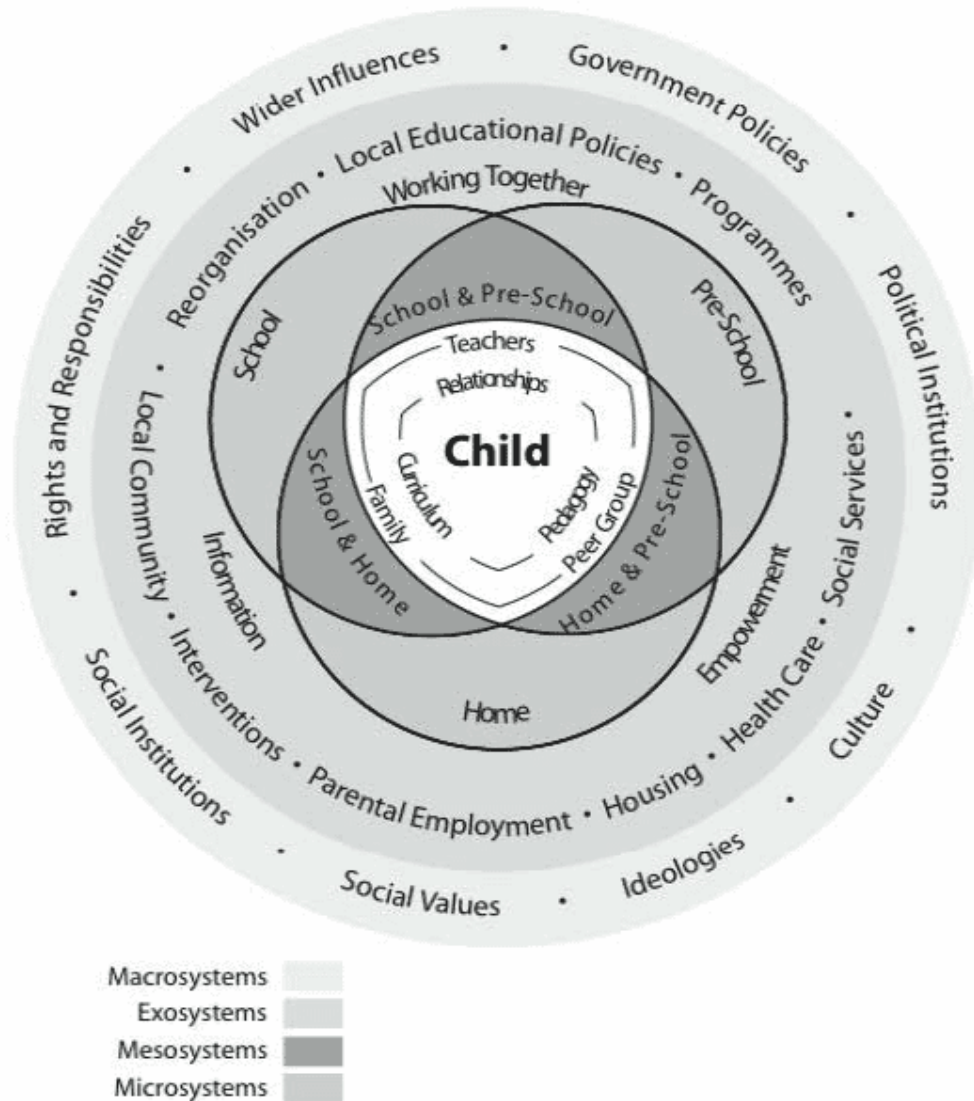 Wider Influences
Government Policies
Political Institutions
Culture
Ideologies
Social Values
Social Institutions
Rights and Responsibilities
Local Educational Policies
Programmes
Social Services
Health Care
Housing
Parental Employment
Interventions
Local Community
Reorganisation
Working Together
Empowerment
Information
School
Pre-School
Home
School & Pre-School
Home & Pre-School
School & Home
Teachers
Peer Group
Family
Relationships
Pedagogy
Curriculum
Child
Macrosystems
Exosystems
Mesosystems
Microsystems